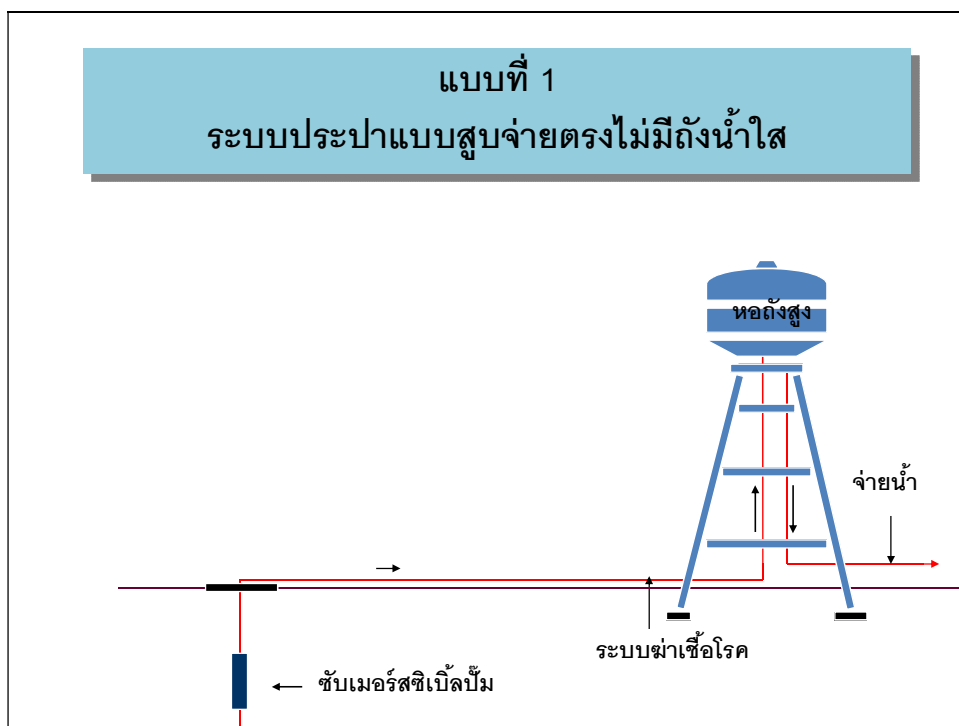 แบบที่ 1
ระบบประปาแบบสูบจ่ายตรงไม่มีถังน้ำใส
หอถังสูง
จ่ายน้ำ
ระบบฆ่าเชื้อโรค
ซับเมอร์สซิเบิ้ลปั๊ม